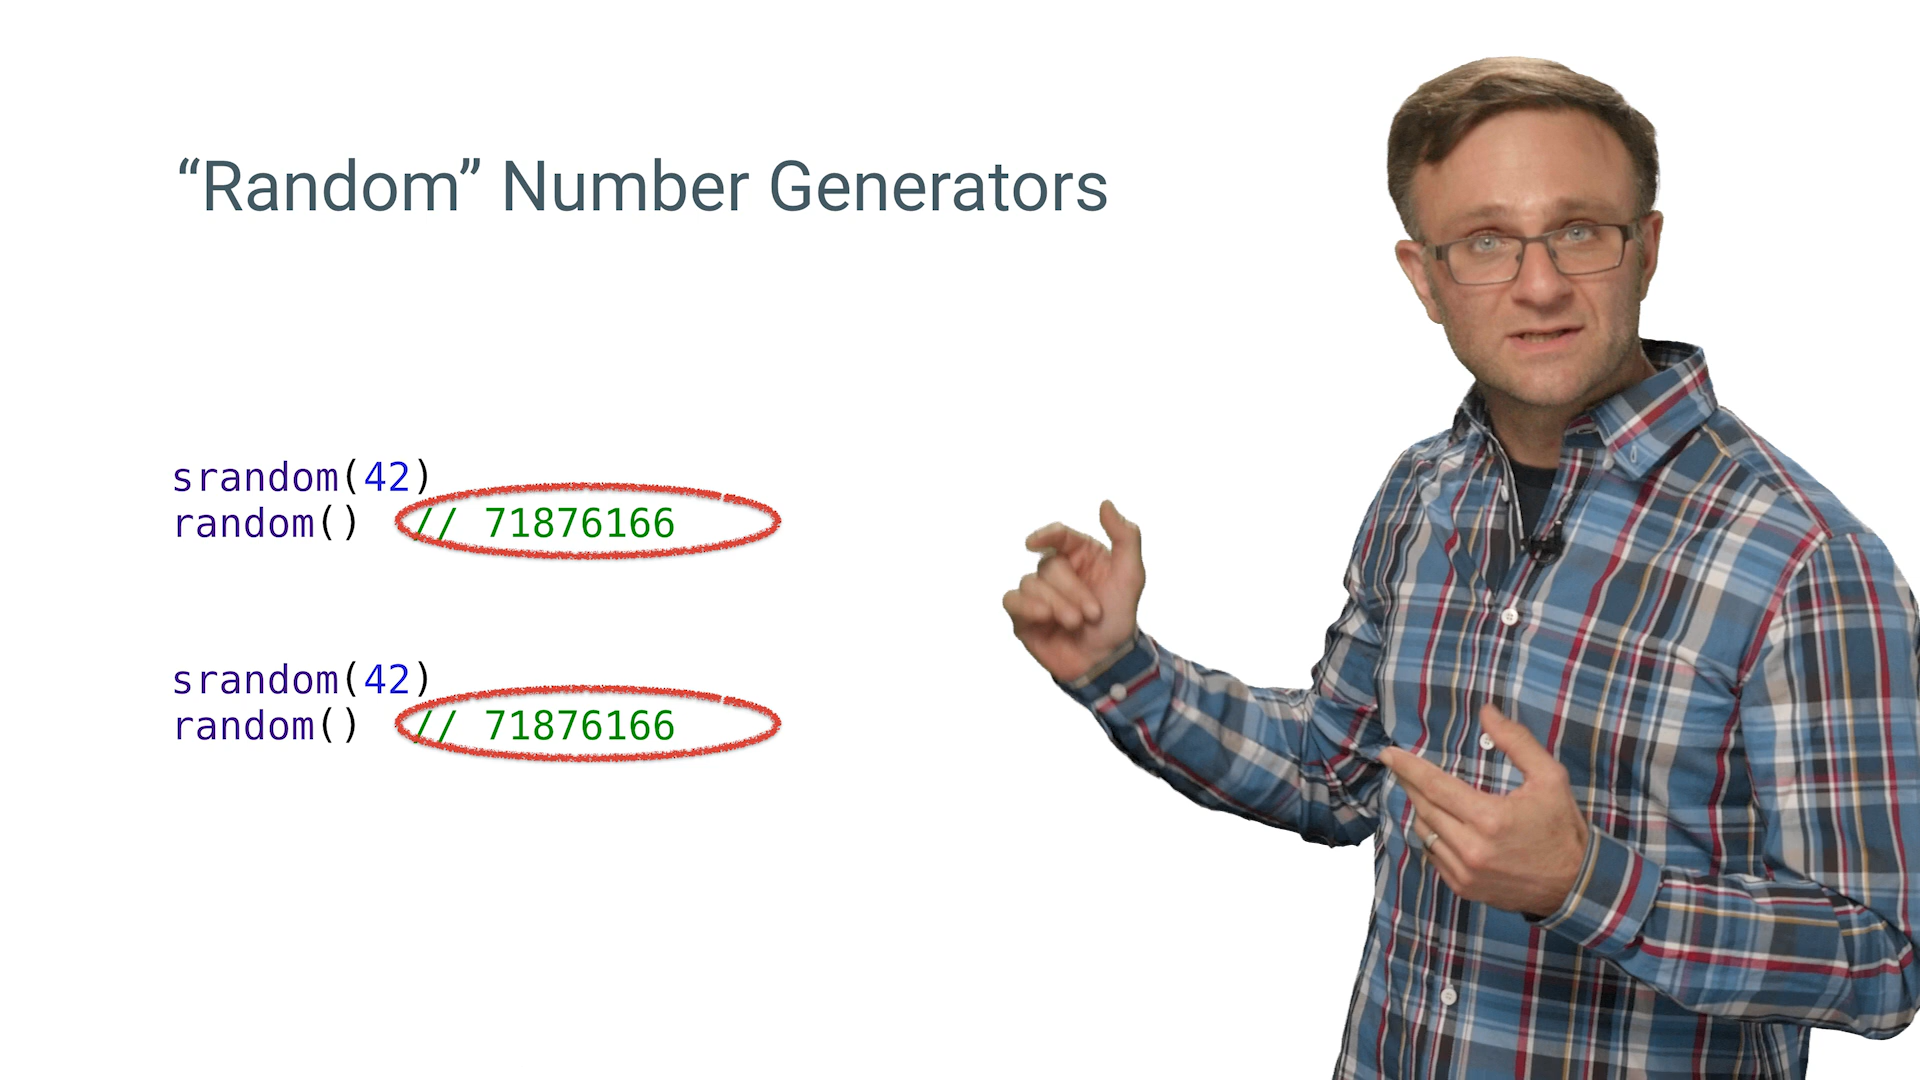 “Random” Number Generators
srandom(42)
random() // 71876166
srandom(42)
random() // 71876166